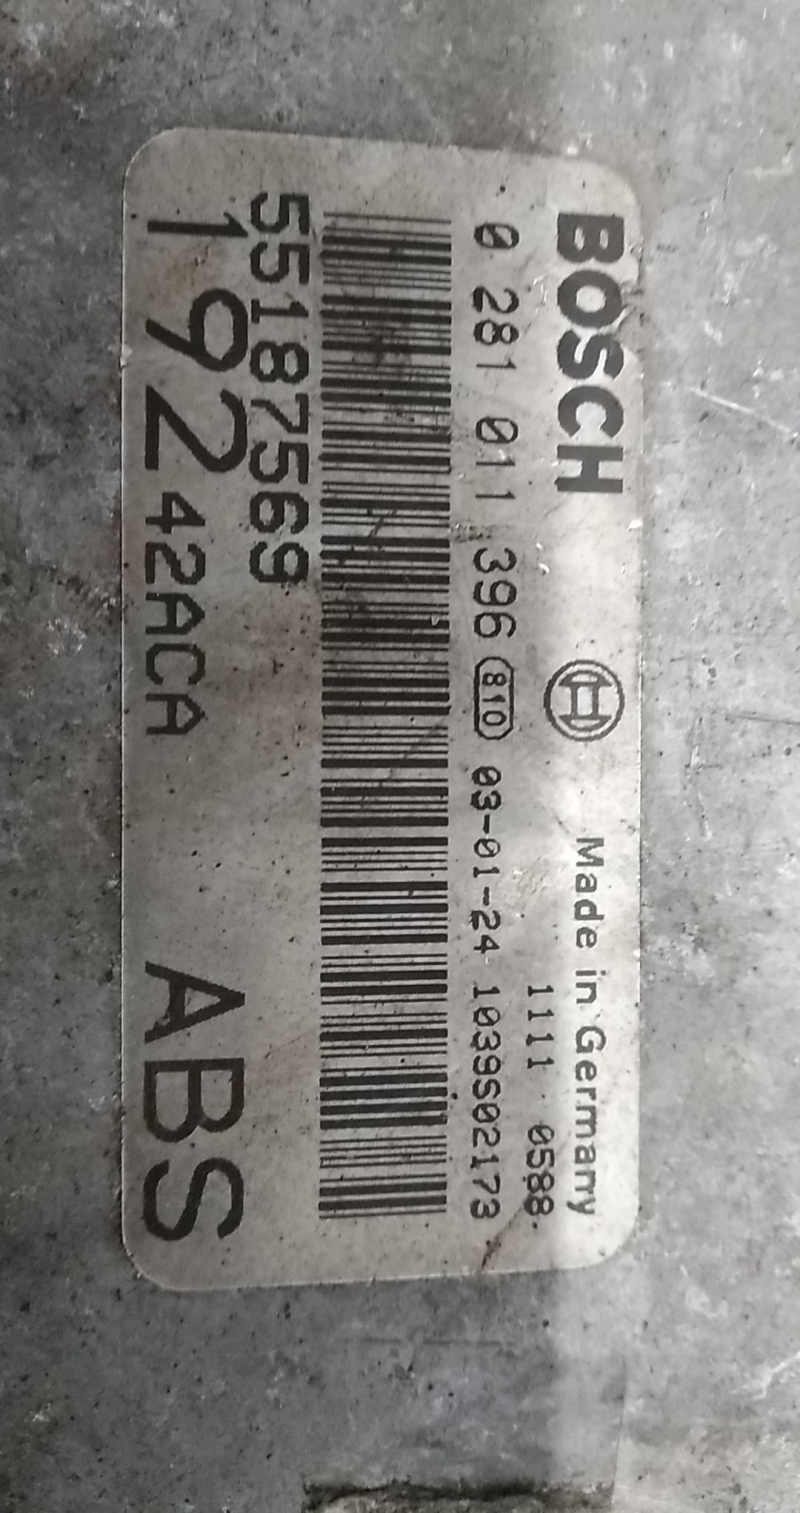 BOSCH
Made in Germany
1111 0588
0 281 011 396 810 03-01-24 1039S02173
55187569
192 42ACA ABS